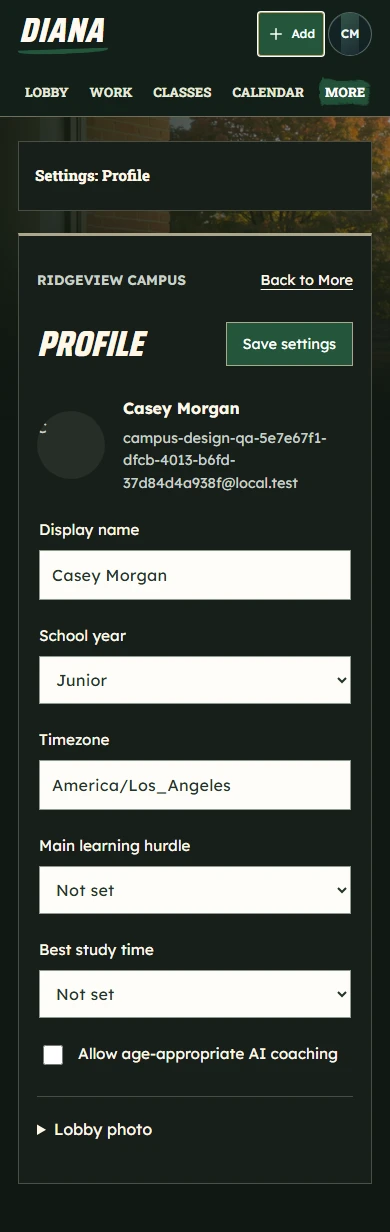 DIANA
+ Add
CM
LOBBY WORK CLASSES CALENDAR MORE
Settings: Profile
RIDGEVIEW CAMPUS
Back to More
PROFILE
Save settings
Casey Morgan
campus-design-qa-5e7e67f1-
dfcb-4013-b6fd-
37d84d4a938f@local.test
Display name
Casey Morgan
School year
Junior
Timezone
America/Los_Angeles
Main learning hurdle
Not set
Best study time
Not set
Allow age-appropriate AI coaching
Lobby photo